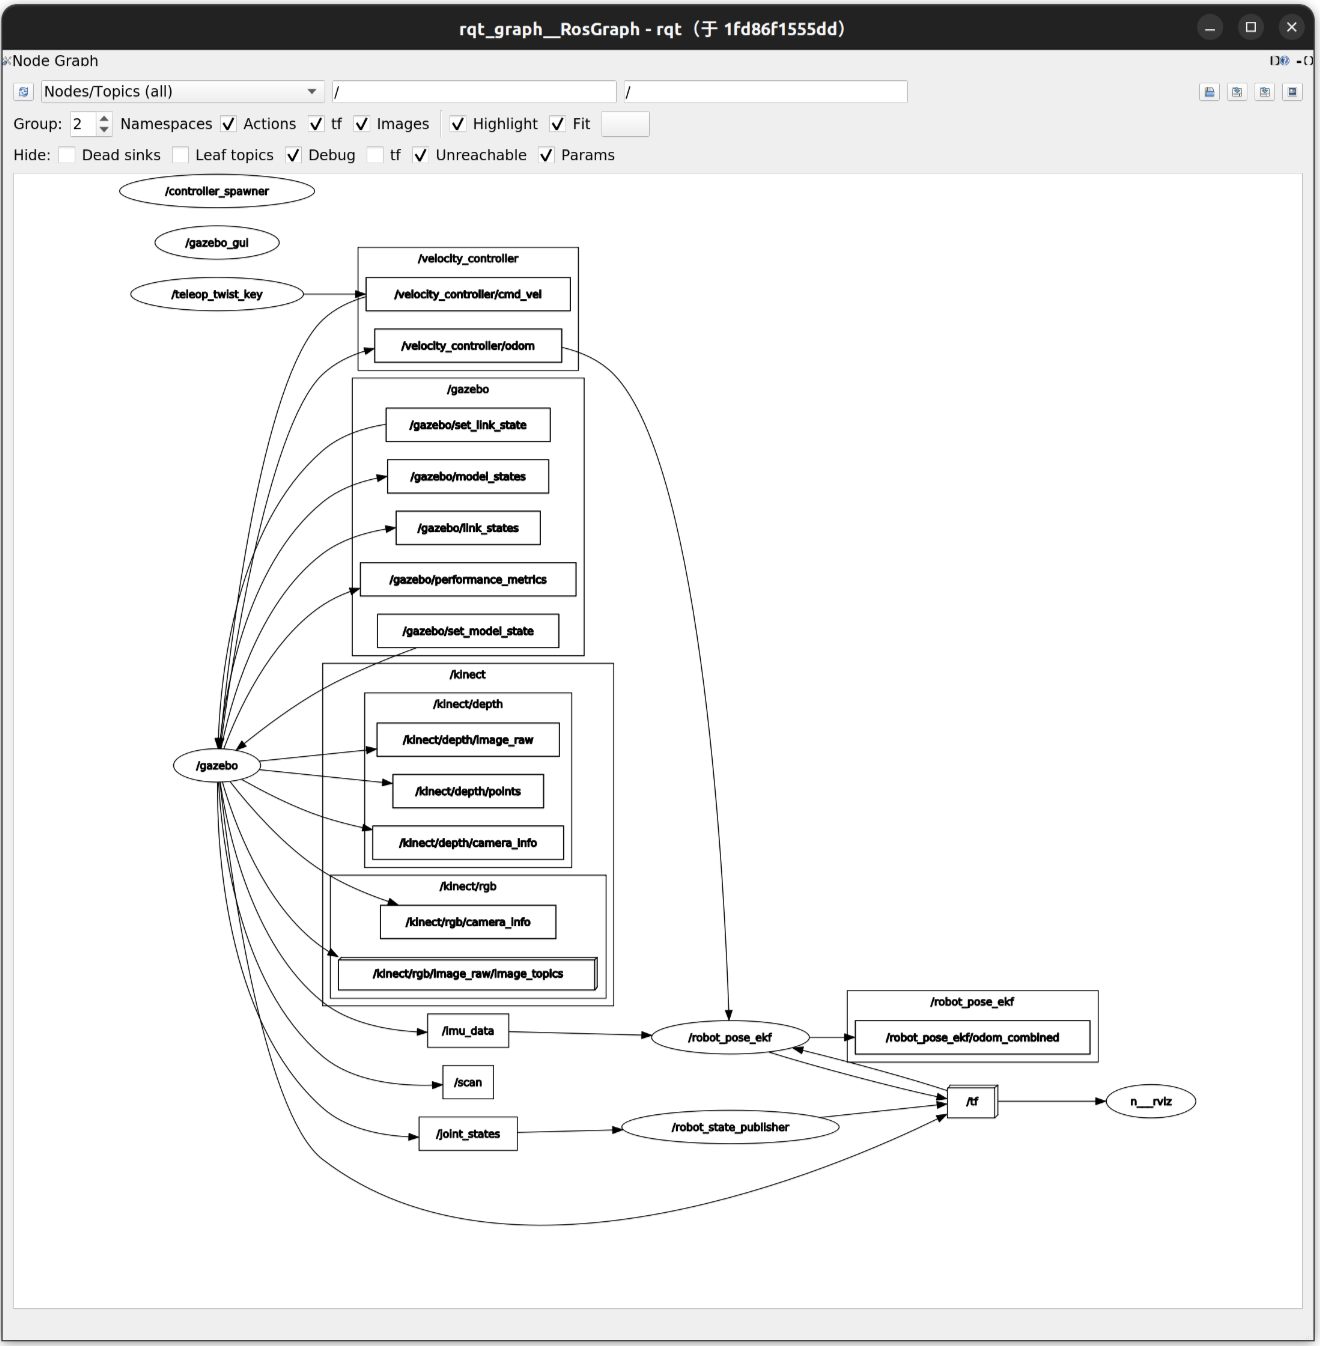 rqt_graph__RosGraph - rqt（于 1fd86f1555dd）
Node Graph
Nodes/Topics (all) / /
Group: 2 Namespaces Actions tf Images Highlight Fit
Hide: Dead sinks Leaf topics Debug tf Unreachable Params
/controller_spawner
/gazebo_gui
/teleop_twist_key
/velocity_controller
/velocity_controller/cmd_vel
/velocity_controller/odom
/gazebo
/gazebo/set_link_state
/gazebo/model_states
/gazebo/link_states
/gazebo/performance_metrics
/gazebo/set_model_state
/kinect
/kinect/depth
/kinect/depth/image_raw
/gazebo
/kinect/depth/points
/kinect/depth/camera_info
/kinect/rgb
/kinect/rgb/camera_info
/kinect/rgb/image_raw/image_topics
/imu_data
/robot_pose_ekf
/robot_pose_ekf
/robot_pose_ekf/odom_combined
/scan
/tf
n__rviz
/joint_states
/robot_state_publisher